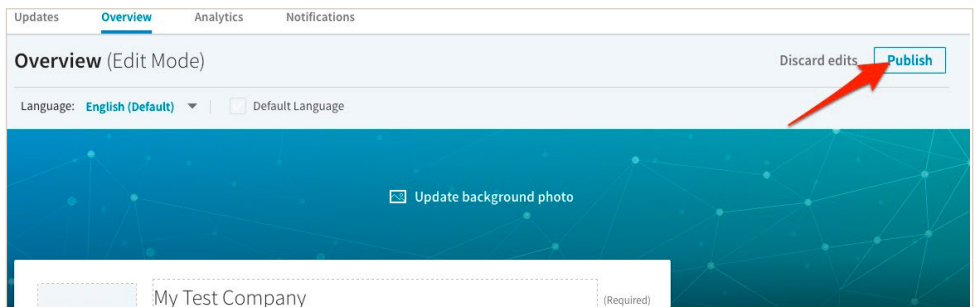 Updates Overview Analytics Notifications
Overview (Edit Mode) Discard edits Publish
Language: English (Default) Default Language
Update background photo
My Test Company (Required)